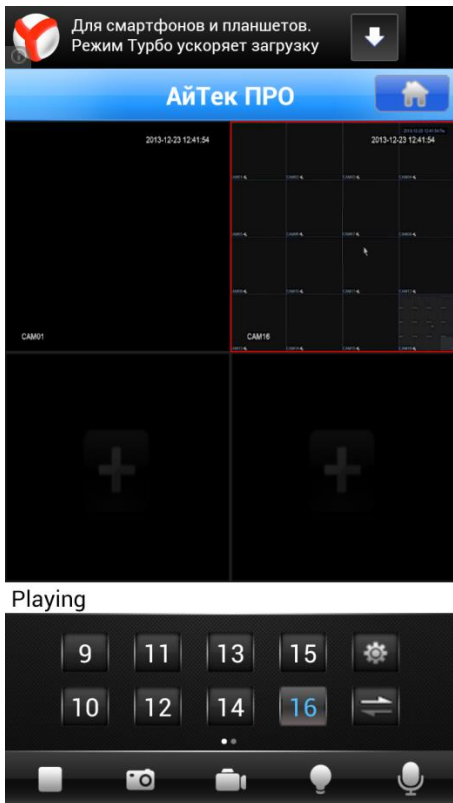 Для смартфонов и планшетов.
Режим Турбо ускоряет загрузку
АйТек ПРО
2013-12-23 12:41:54
2013-12-23 12:41:54
CAM01
CAM16
Playing
9 11 13 15
10 12 14 16